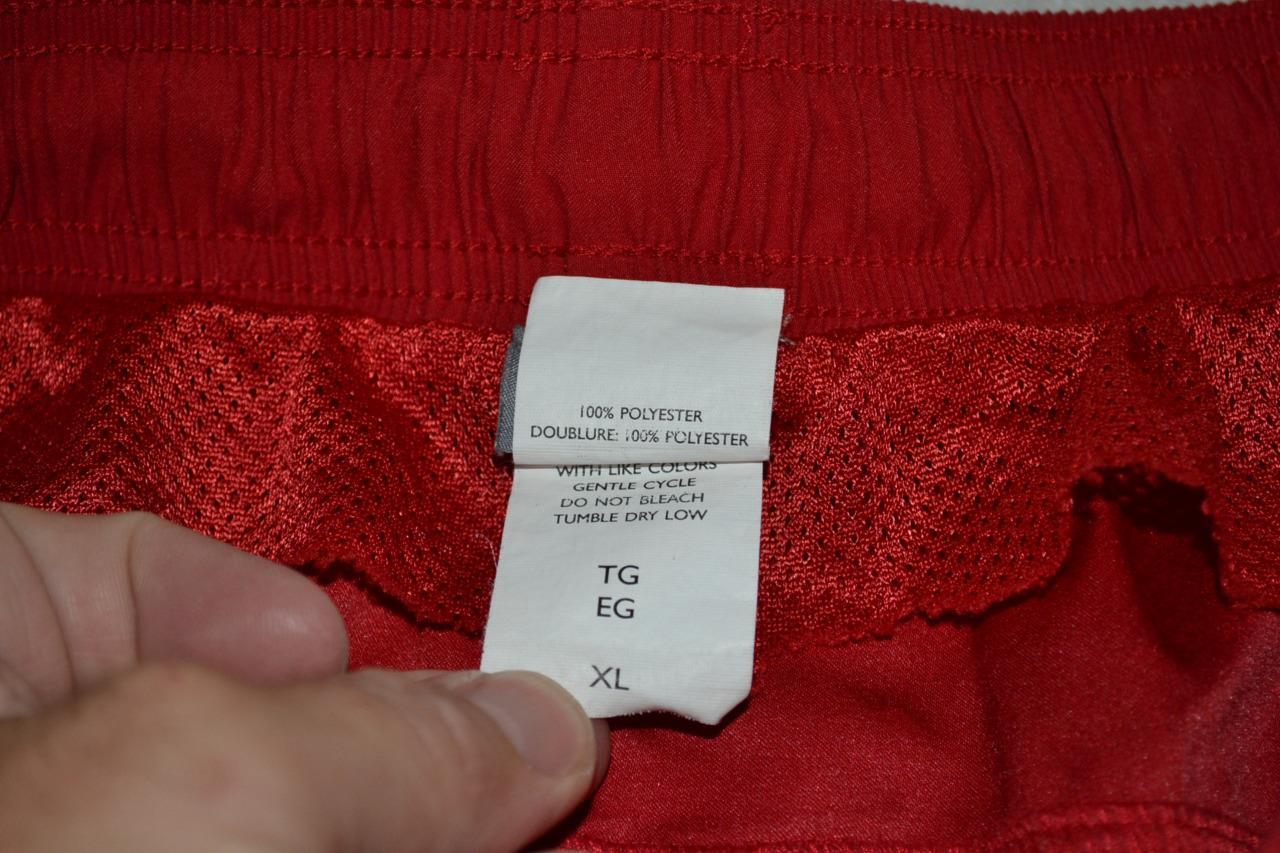 100% POLYESTER
DOUBLURE: 100% POLYESTER
WITH LIKE COLORS
GENTLE CYCLE
DO NOT BLEACH
TUMBLE DRY LOW
TG
EG
XL